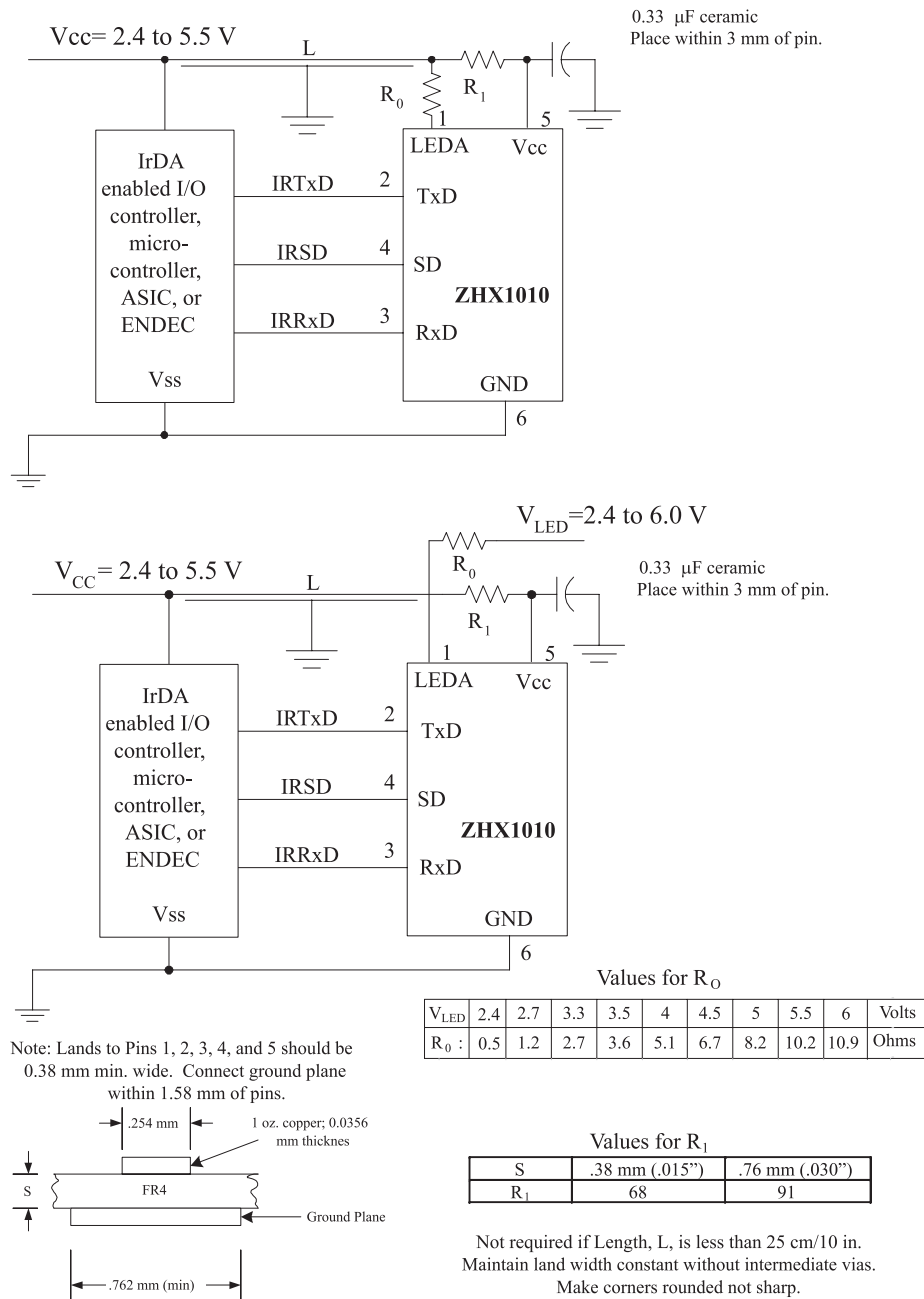 0.33 μF ceramic
Place within 3 mm of pin.
Vcc= 2.4 to 5.5 V
L
R1
R0
1
5
LEDA
Vcc
IrDA
enabled I/O
controller,
micro-
controller,
ASIC, or
ENDEC
Vss
IRTxD
2
TxD
IRSD
4
SD
ZHX1010
IRRxD
3
RxD
GND
6
VLED=2.4 to 6.0 V
R0
VCC= 2.4 to 5.5 V
0.33 μF ceramic
Place within 3 mm of pin.
L
R1
1
5
LEDA
Vcc
IrDA
enabled I/O
controller,
micro-
controller,
ASIC, or
ENDEC
Vss
IRTxD
2
TxD
IRSD
4
SD
ZHX1010
IRRxD
3
RxD
GND
6
Values for RO
VLED 2.4 2.7 3.3 3.5 4 4.5 5 5.5 6 Volts
R0 : 0.5 1.2 2.7 3.6 5.1 6.7 8.2 10.2 10.9 Ohms
Note: Lands to Pins 1, 2, 3, 4, and 5 should be
0.38 mm min. wide. Connect ground plane
within 1.58 mm of pins.
.254 mm
1 oz. copper; 0.0356
mm thicknes
S
FR4
Ground Plane
.762 mm (min)
Values for R1
S .38 mm (.015”) .76 mm (.030”)
R1 68 91
Not required if Length, L, is less than 25 cm/10 in.
Maintain land width constant without intermediate vias.
Make corners rounded not sharp.